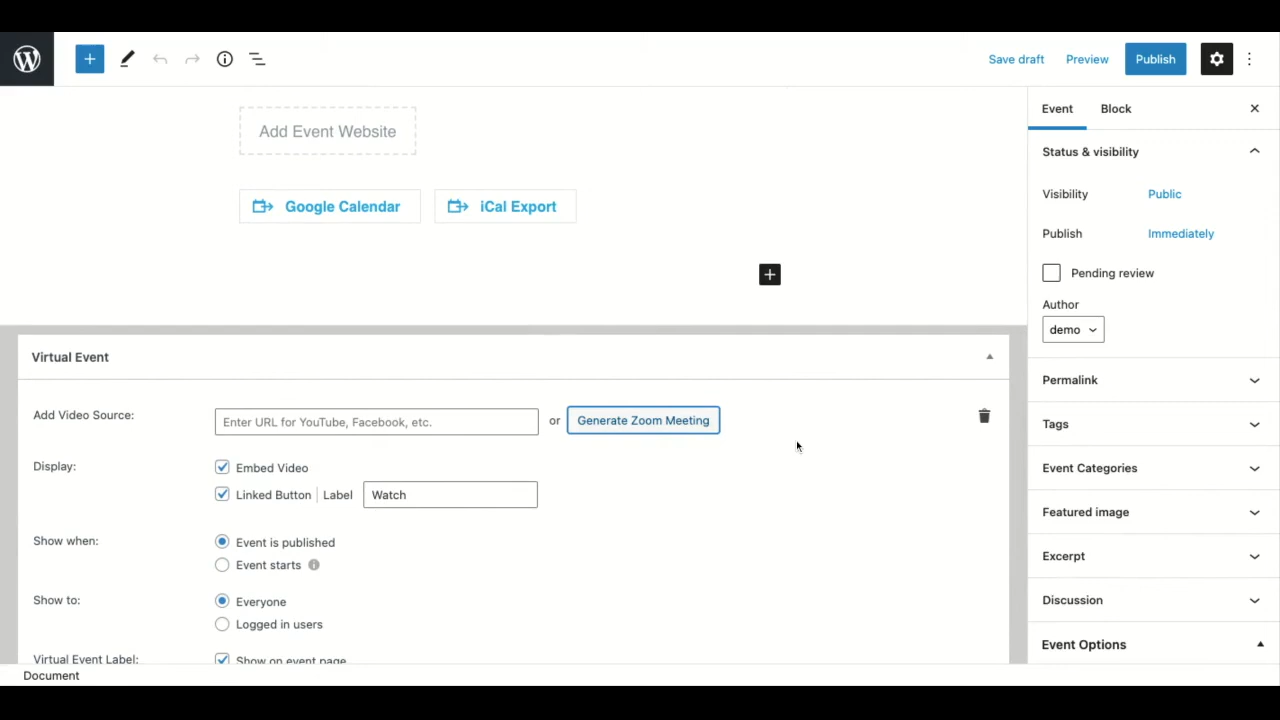 Save draft
Preview
Publish
Add Event Website
Google Calendar
iCal Export
Event
Block
Status & visibility
Visibility
Public
Publish
Immediately
Pending review
Author
demo
Permalink
Tags
Event Categories
Featured image
Excerpt
Discussion
Event Options
Virtual Event
Add Video Source:
Enter URL for YouTube, Facebook, etc.
or
Generate Zoom Meeting
Display:
Embed Video
Linked Button
Label
Watch
Show when:
Event is published
Event starts
Show to:
Everyone
Logged in users
Virtual Event Label:
Show on event page
Document